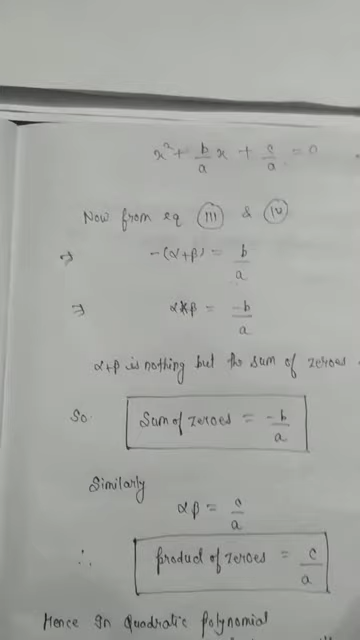 x² + b/a x + c/a = 0
Now from eq (III) & (IV)
⇒ -(α+β) = b/a
⇒ α+β = -b/a
α+β is nothing but the sum of zeroes
So Sum of zeroes = -b/a
Similarly
αβ = c/a
∴ product of zeroes = c/a
Hence In Quadratic Polynomial